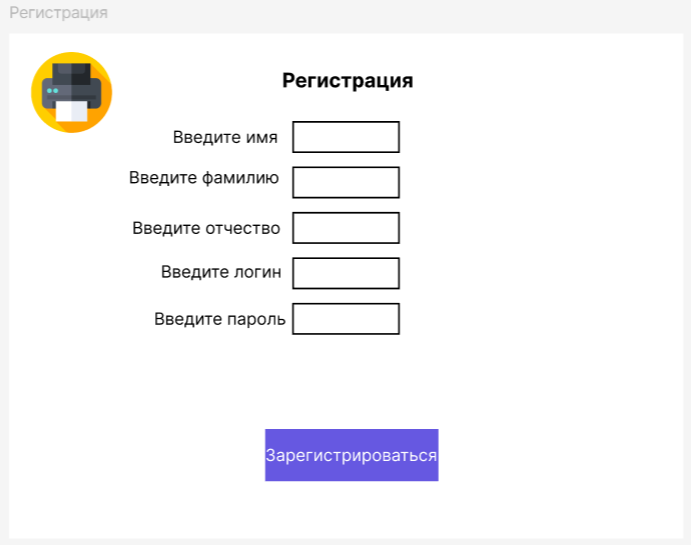 Регистрация
Регистрация
Введите имя
Введите фамилию
Введите отчество
Введите логин
Введите пароль
Зарегистрироваться